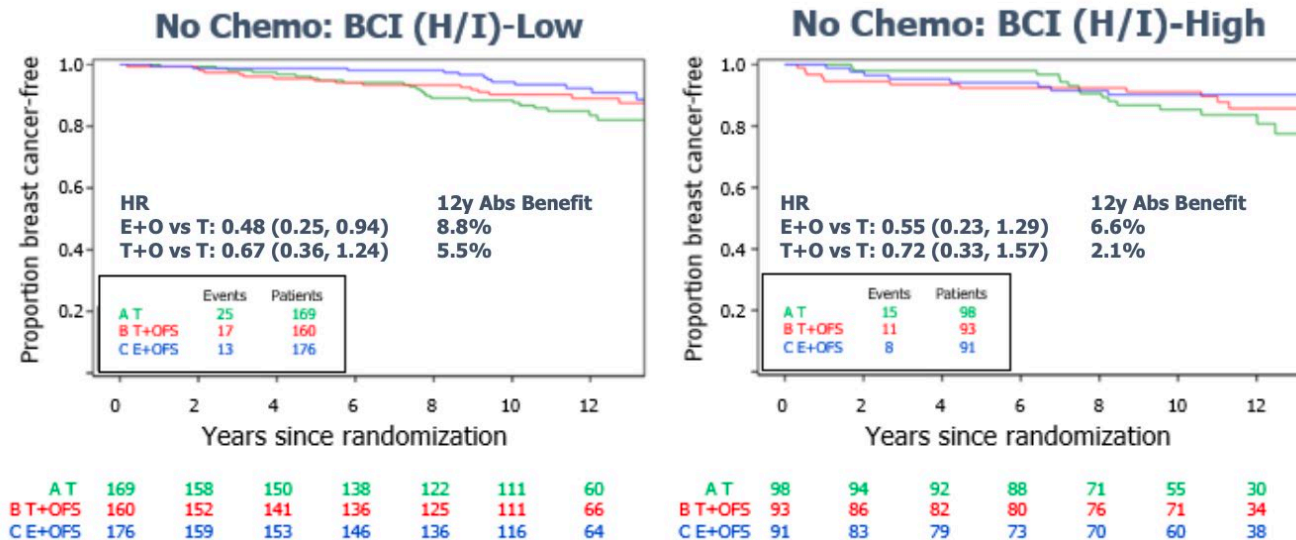 No Chemo: BCI (H/I)-Low
Proportion breast cancer-free
1.0
0.8
0.6
0.4
0.2
HR 12y Abs Benefit
E+O vs T: 0.48 (0.25, 0.94) 8.8%
T+O vs T: 0.67 (0.36, 1.24) 5.5%
Events Patients
A T 25 169
B T+OFS 17 160
C E+OFS 13 176
0 2 4 6 8 10 12
Years since randomization
A T 169 158 150 138 122 111 60
B T+OFS 160 152 141 136 125 111 66
C E+OFS 176 159 153 146 136 116 64
No Chemo: BCI (H/I)-High
Proportion breast cancer-free
1.0
0.8
0.6
0.4
0.2
HR 12y Abs Benefit
E+O vs T: 0.55 (0.23, 1.29) 6.6%
T+O vs T: 0.72 (0.33, 1.57) 2.1%
Events Patients
A T 15 98
B T+OFS 11 93
C E+OFS 8 91
0 2 4 6 8 10 12
Years since randomization
A T 98 94 92 88 71 55 30
B T+OFS 93 86 82 80 76 71 34
C E+OFS 91 83 79 73 70 60 38